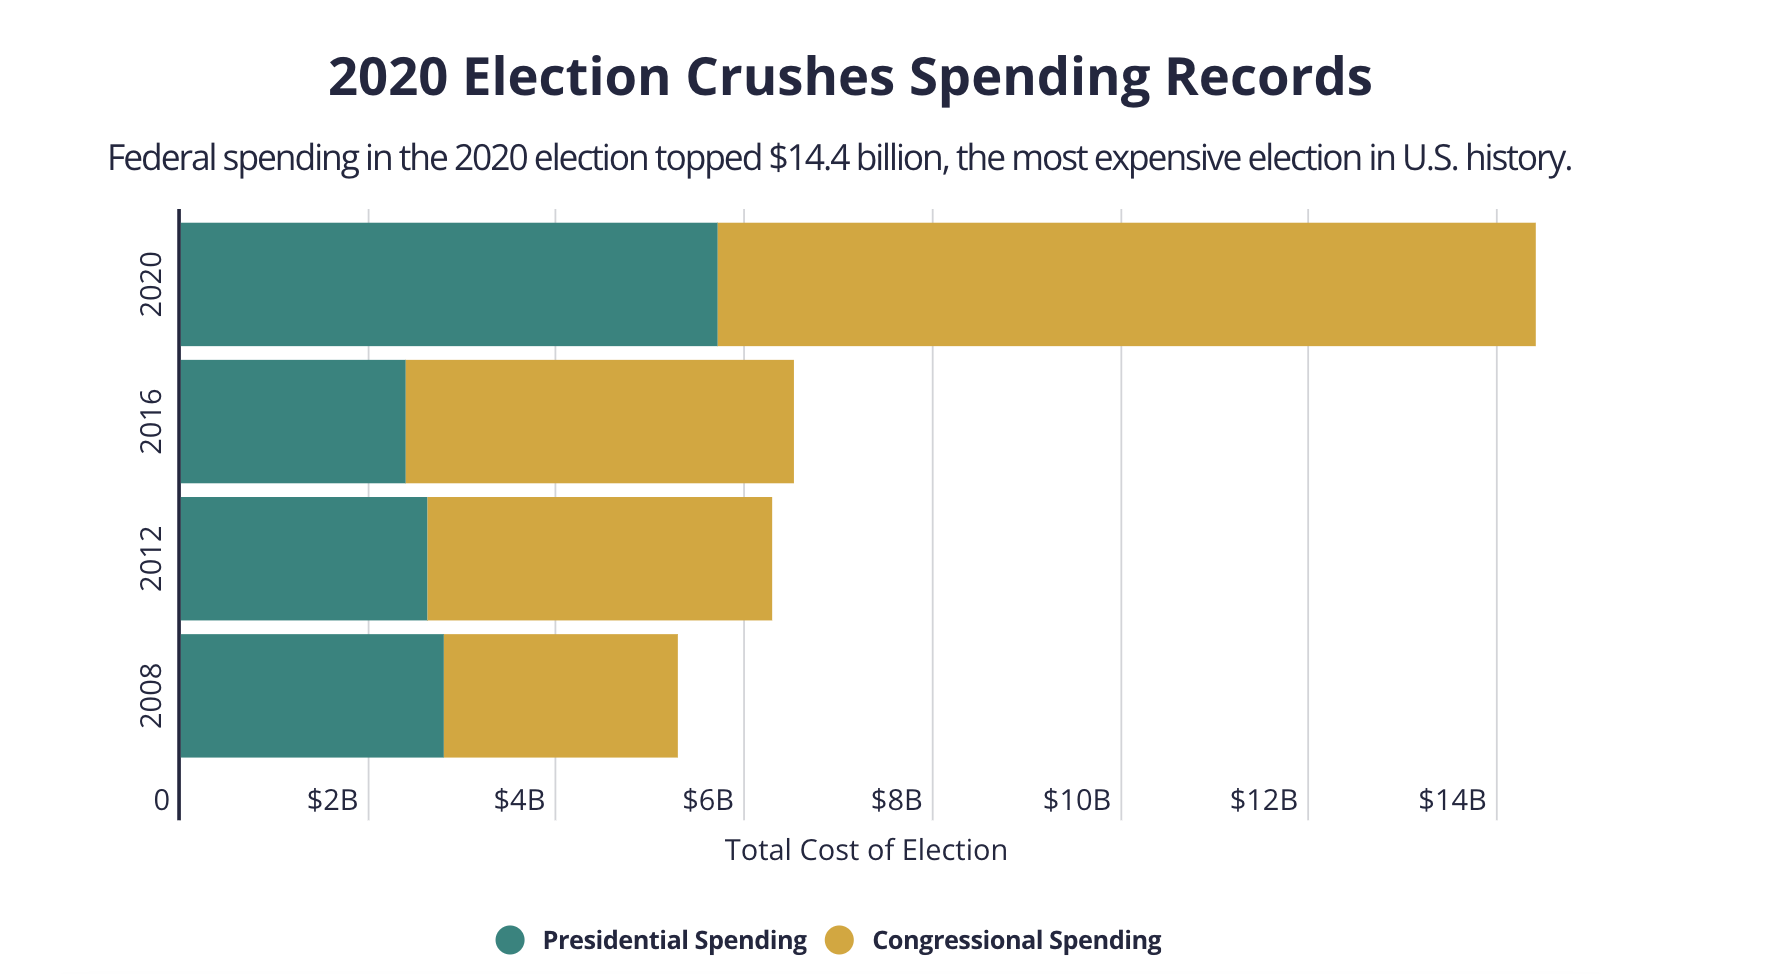 2020 Election Crushes Spending Records
Federal spending in the 2020 election topped $14.4 billion, the most expensive election in U.S. history.
2020
2016
2012
2008
0 $2B $4B $6B $8B $10B $12B $14B
Total Cost of Election
Presidential Spending Congressional Spending